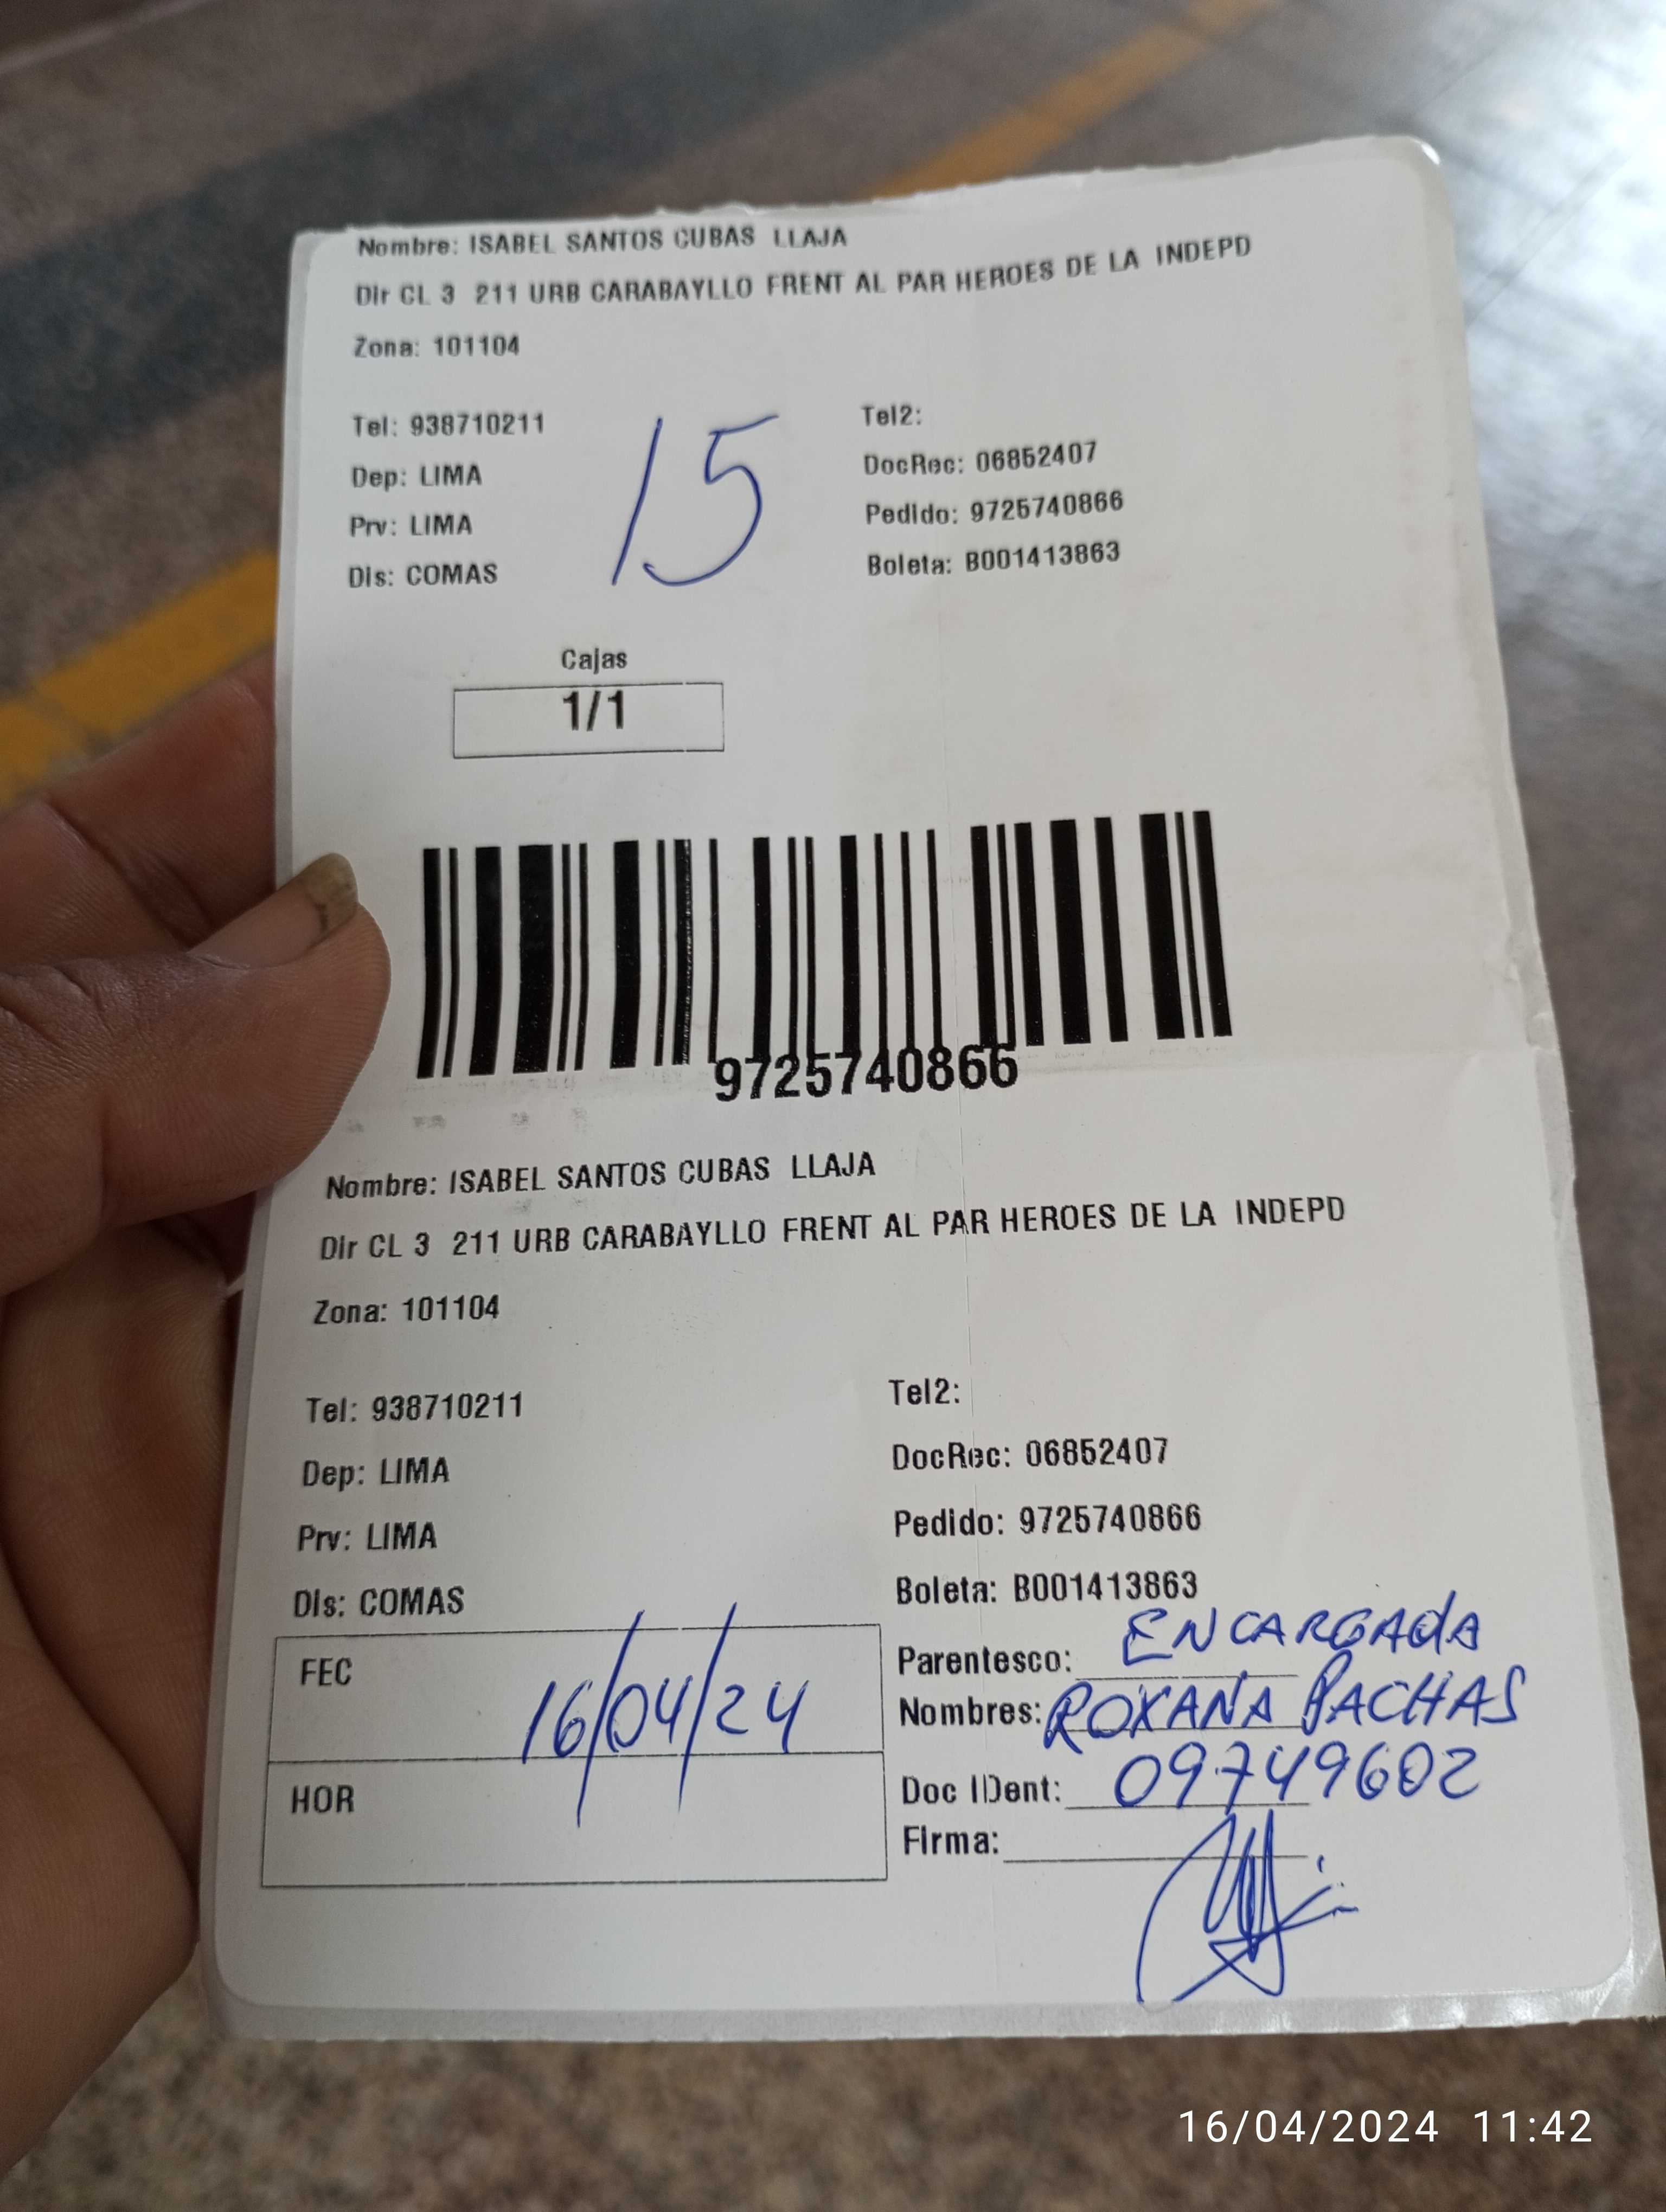 Nombre: ISABEL SANTOS CUBAS LLAJA
Dir CL 3 211 URB CARABAYLLO FRENT AL PAR HEROES DE LA INDEPD
Zona: 101104
Tel: 938710211
Tel2:
Dep: LIMA
DocRec: 06852407
Prv: LIMA
Pedido: 9725740866
Dis: COMAS
Boleta: B001413863
15
Cajas
1/1
9725740866
Nombre: ISABEL SANTOS CUBAS LLAJA
Dir CL 3 211 URB CARABAYLLO FRENT AL PAR HEROES DE LA INDEPD
Zona: 101104
Tel: 938710211
Tel2:
Dep: LIMA
DocRec: 06852407
Prv: LIMA
Pedido: 9725740866
Dis: COMAS
Boleta: B001413863
FEC 16/04/24
Parentesco: ENCARGADA
Nombres: ROXANA PACHAS
HOR
Doc IDent: 09749602
Firma:
16/04/2024 11:42